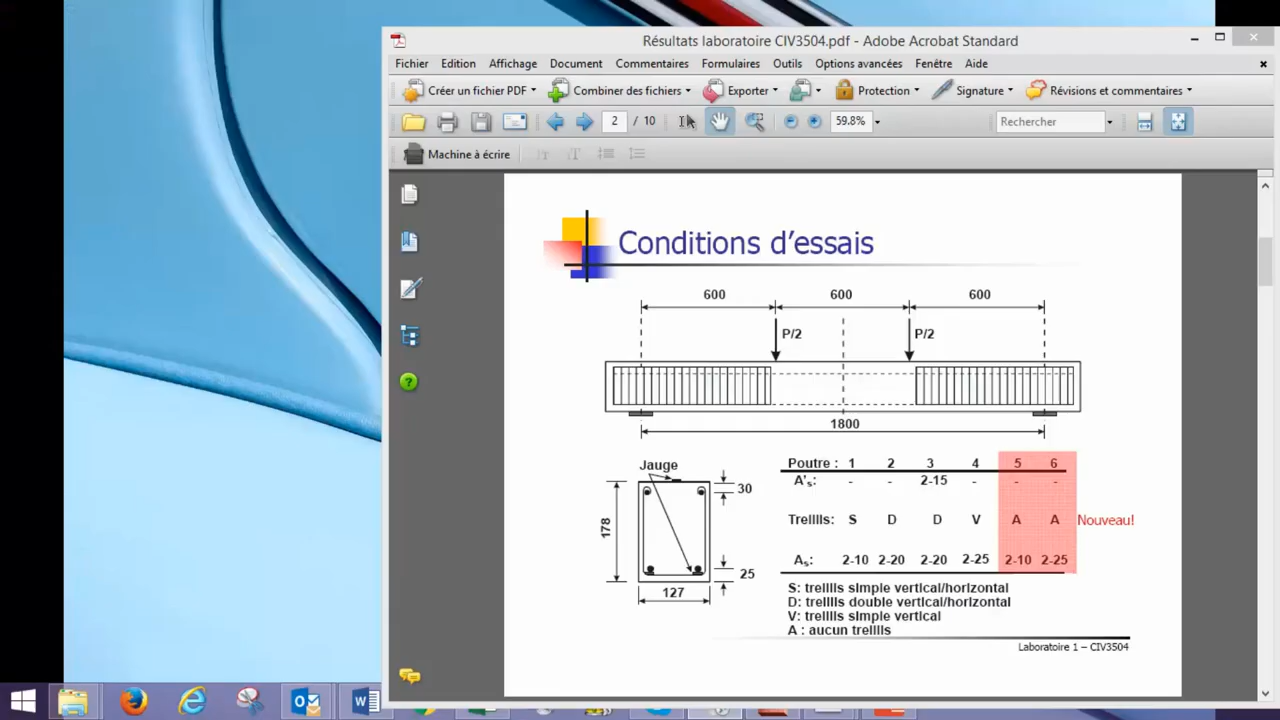 Résultats laboratoire CIV3504.pdf - Adobe Acrobat Standard
Fichier Edition Affichage Document Commentaires Formulaires Outils Options avancées Fenêtre Aide
Créer un fichier PDF Combiner des fichiers Exporter Protection Signature Révisions et commentaires
2 / 10 59.8% Rechercher
Machine à écrire
Conditions d'essais
600 600 600
P/2 P/2
1800
Jauge
30
178
25
127
Poutre : 1 2 3 4 5 6
A's: - - 2-15 - - -
Treillis: S D D V A A Nouveau!
As: 2-10 2-20 2-20 2-25 2-10 2-25
S: treillis simple vertical/horizontal
D: treillis double vertical/horizontal
V: treillis simple vertical
A : aucun treillis
Laboratoire 1 – CIV3504